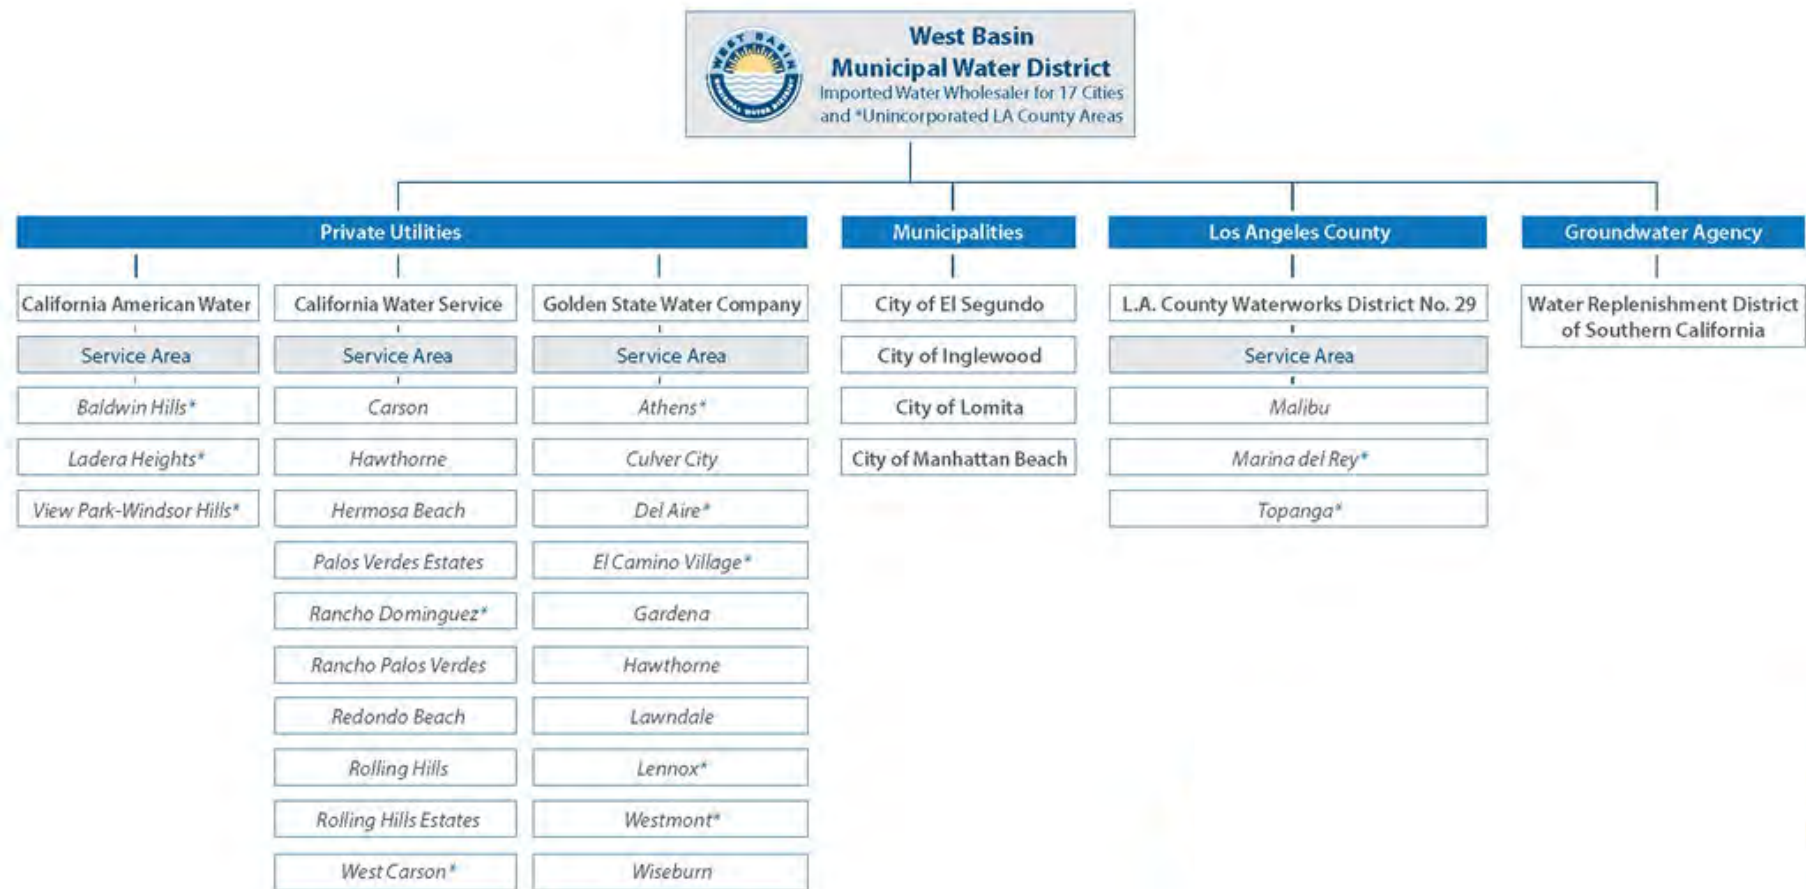 WEST BASIN
MUNICIPAL WATER DISTRICT
West Basin
Municipal Water District
Imported Water Wholesaler for 17 Cities
and *Unincorporated LA County Areas
Private Utilities
California American Water
Service Area
Baldwin Hills*
Ladera Heights*
View Park-Windsor Hills*
California Water Service
Service Area
Carson
Hawthorne
Hermosa Beach
Palos Verdes Estates
Rancho Dominguez*
Rancho Palos Verdes
Redondo Beach
Rolling Hills
Rolling Hills Estates
West Carson*
Golden State Water Company
Service Area
Athens*
Culver City
Del Aire*
El Camino Village*
Gardena
Hawthorne
Lawndale
Lennox*
Westmont*
Wiseburn
Municipalities
City of El Segundo
City of Inglewood
City of Lomita
City of Manhattan Beach
Los Angeles County
L.A. County Waterworks District No. 29
Service Area
Malibu
Marina del Rey*
Topanga*
Groundwater Agency
Water Replenishment District
of Southern California